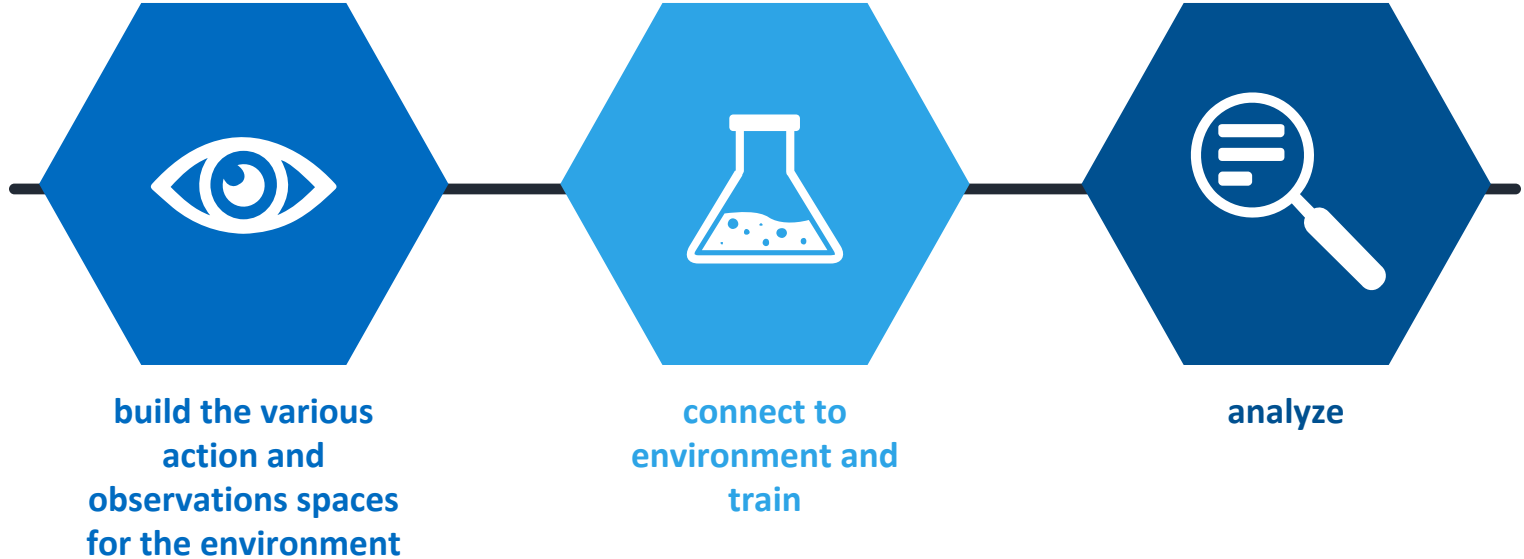 build the various
action and
observations spaces
for the environment
connect to
environment and
train
analyze